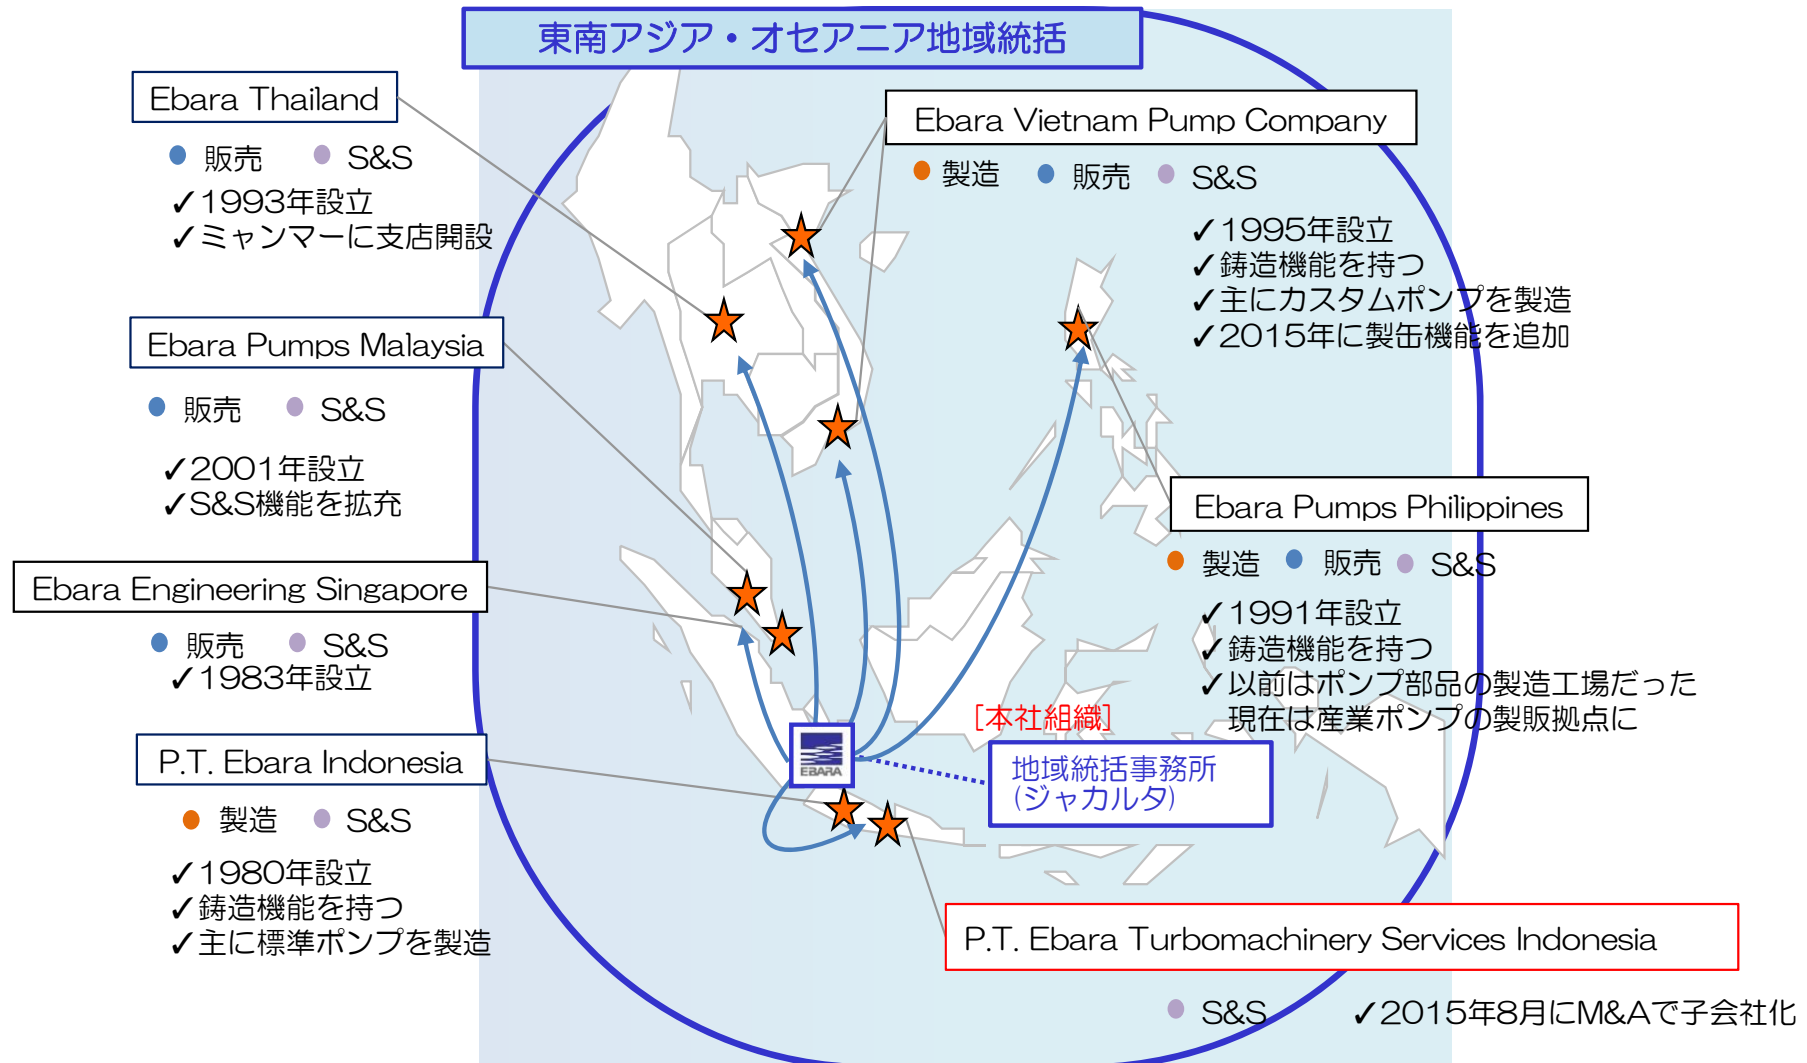 東南アジア・オセアニア地域統括
Ebara Thailand
販売 S&S
✓1993年設立
✓ミャンマーに支店開設
Ebara Vietnam Pump Company
製造 販売 S&S
✓1995年設立
✓鋳造機能を持つ
✓主にカスタムポンプを製造
✓2015年に製缶機能を追加
Ebara Pumps Malaysia
販売 S&S
✓2001年設立
✓S&S機能を拡充
Ebara Pumps Philippines
製造 販売 S&S
✓1991年設立
✓鋳造機能を持つ
✓以前はポンプ部品の製造工場だった
現在は産業ポンプの製販拠点に
Ebara Engineering Singapore
販売 S&S
✓1983年設立
[本社組織]
地域統括事務所
(ジャカルタ)
EBARA
P.T. Ebara Indonesia
製造 S&S
✓1980年設立
✓鋳造機能を持つ
✓主に標準ポンプを製造
P.T. Ebara Turbomachinery Services Indonesia
S&S ✓2015年8月にM&Aで子会社化